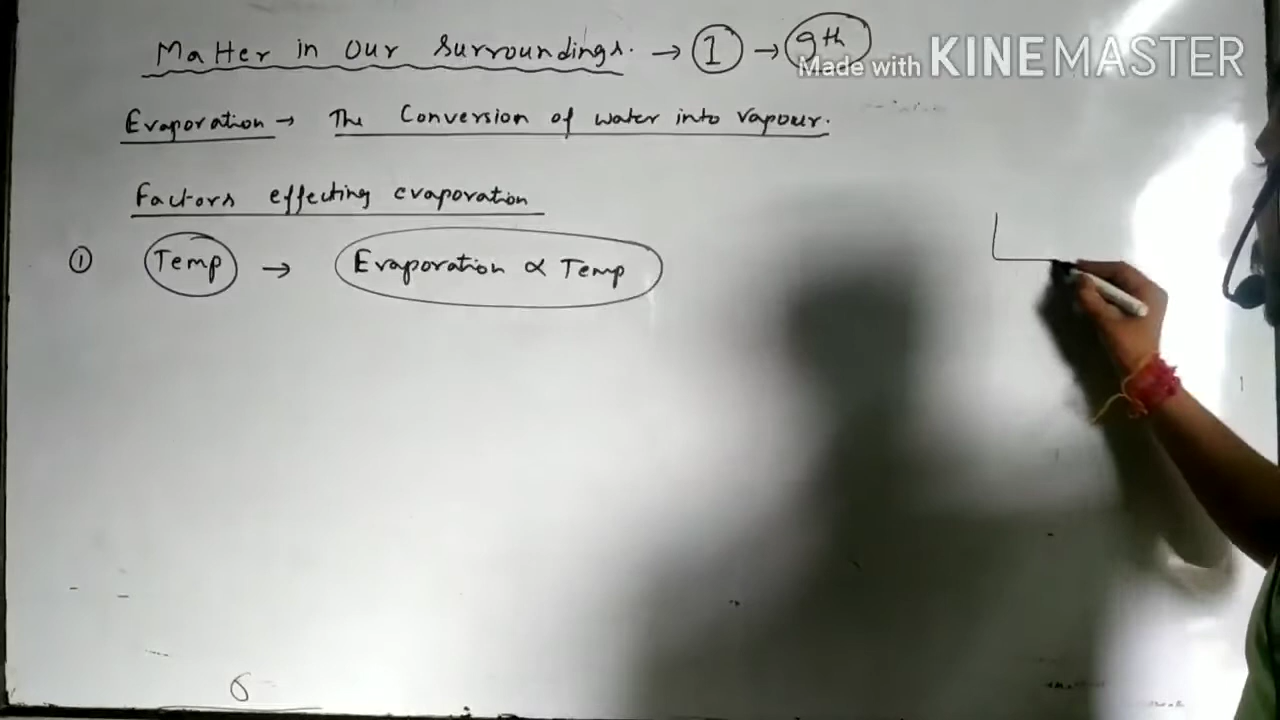 Matter in Our Surroundings. → 1 → 9th
Made with KINEMASTER
Evaporation → The Conversion of water into vapour.
Factors effecting evaporation
1 Temp → Evaporation ∝ Temp
6